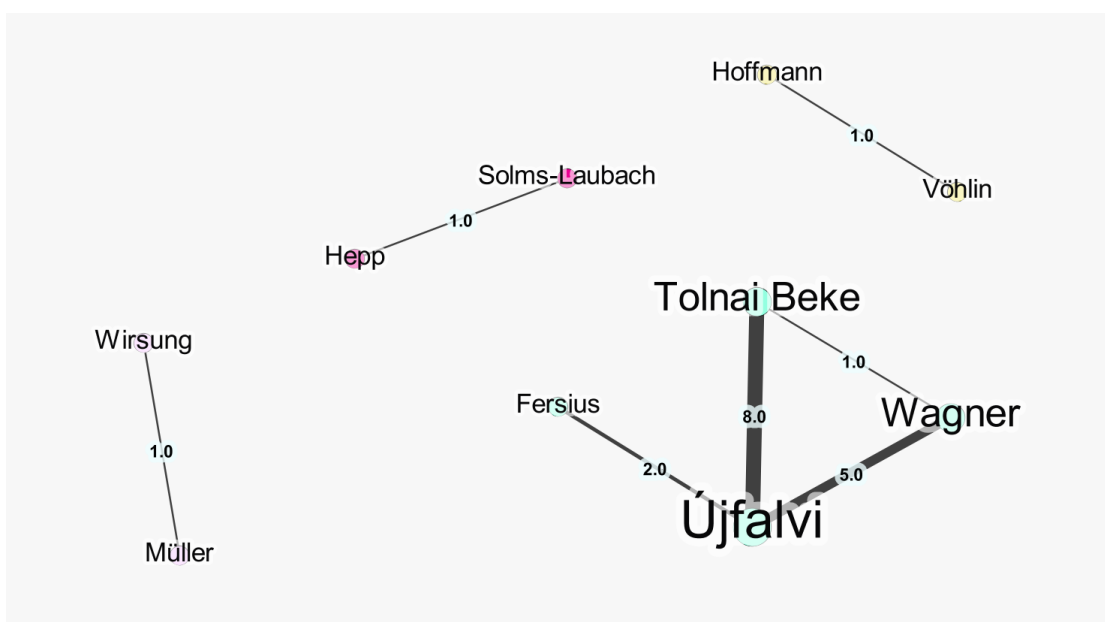 Hoffmann
1.0
Solms-Laubach
Vöhlin
1.0
Hepp
Tolnai Beke
Wirsung
1.0
Fersius
Wagner
8.0
1.0
2.0
5.0
Újfalvi
Müller